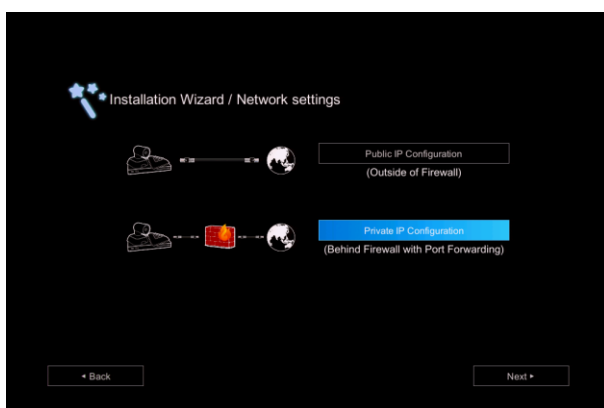 Installation Wizard / Network settings
Public IP Configuration
(Outside of Firewall)
Private IP Configuration
(Behind Firewall with Port Forwarding)
◂ Back
Next ▸